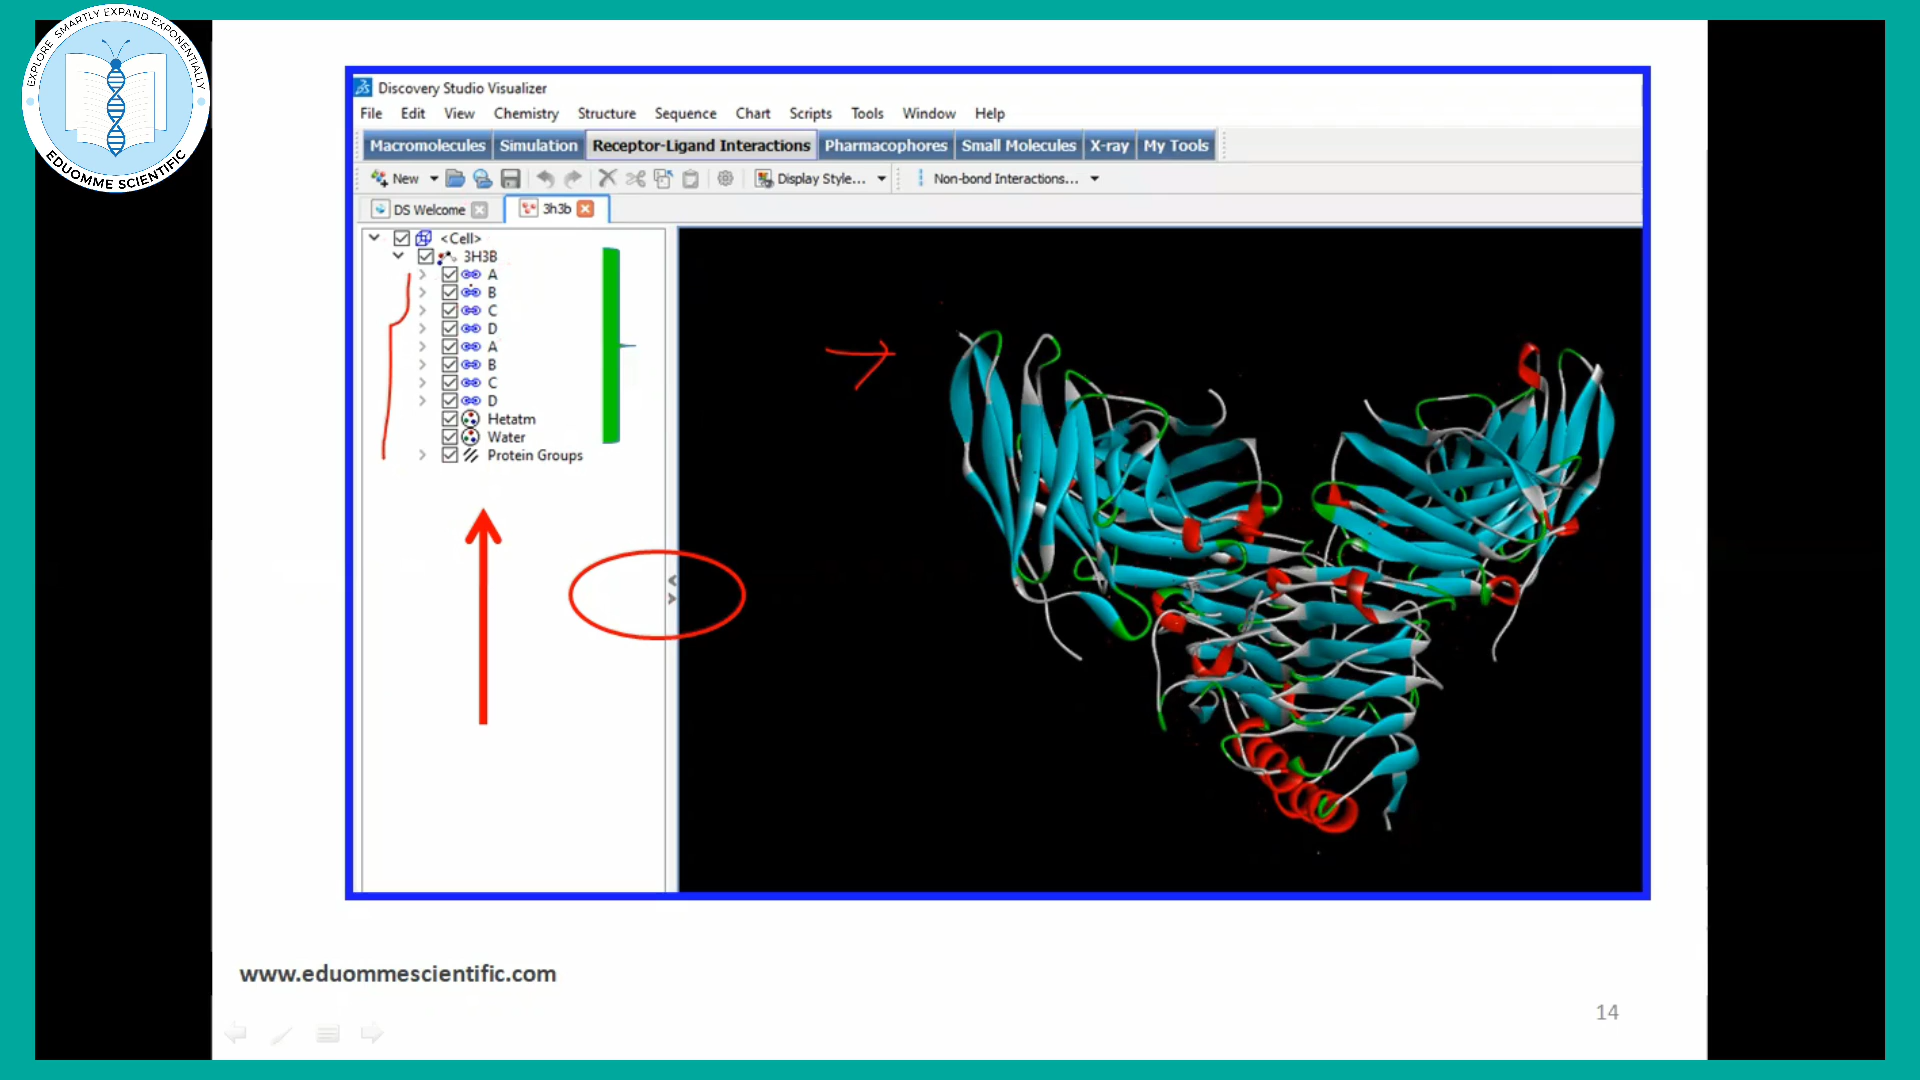 EXPLORE SMARTLY EXPAND EXPONENTIALLY
EDUOMME SCIENTIFIC
Discovery Studio Visualizer
File Edit View Chemistry Structure Sequence Chart Scripts Tools Window Help
Macromolecules Simulation Receptor-Ligand Interactions Pharmacophores Small Molecules X-ray My Tools
New Display Style... Non-bond Interactions...
DS Welcome 3h3b
<Cell>
3H3B
A
B
C
D
A
B
C
D
Hetatm
Water
Protein Groups
www.eduommescientific.com
14